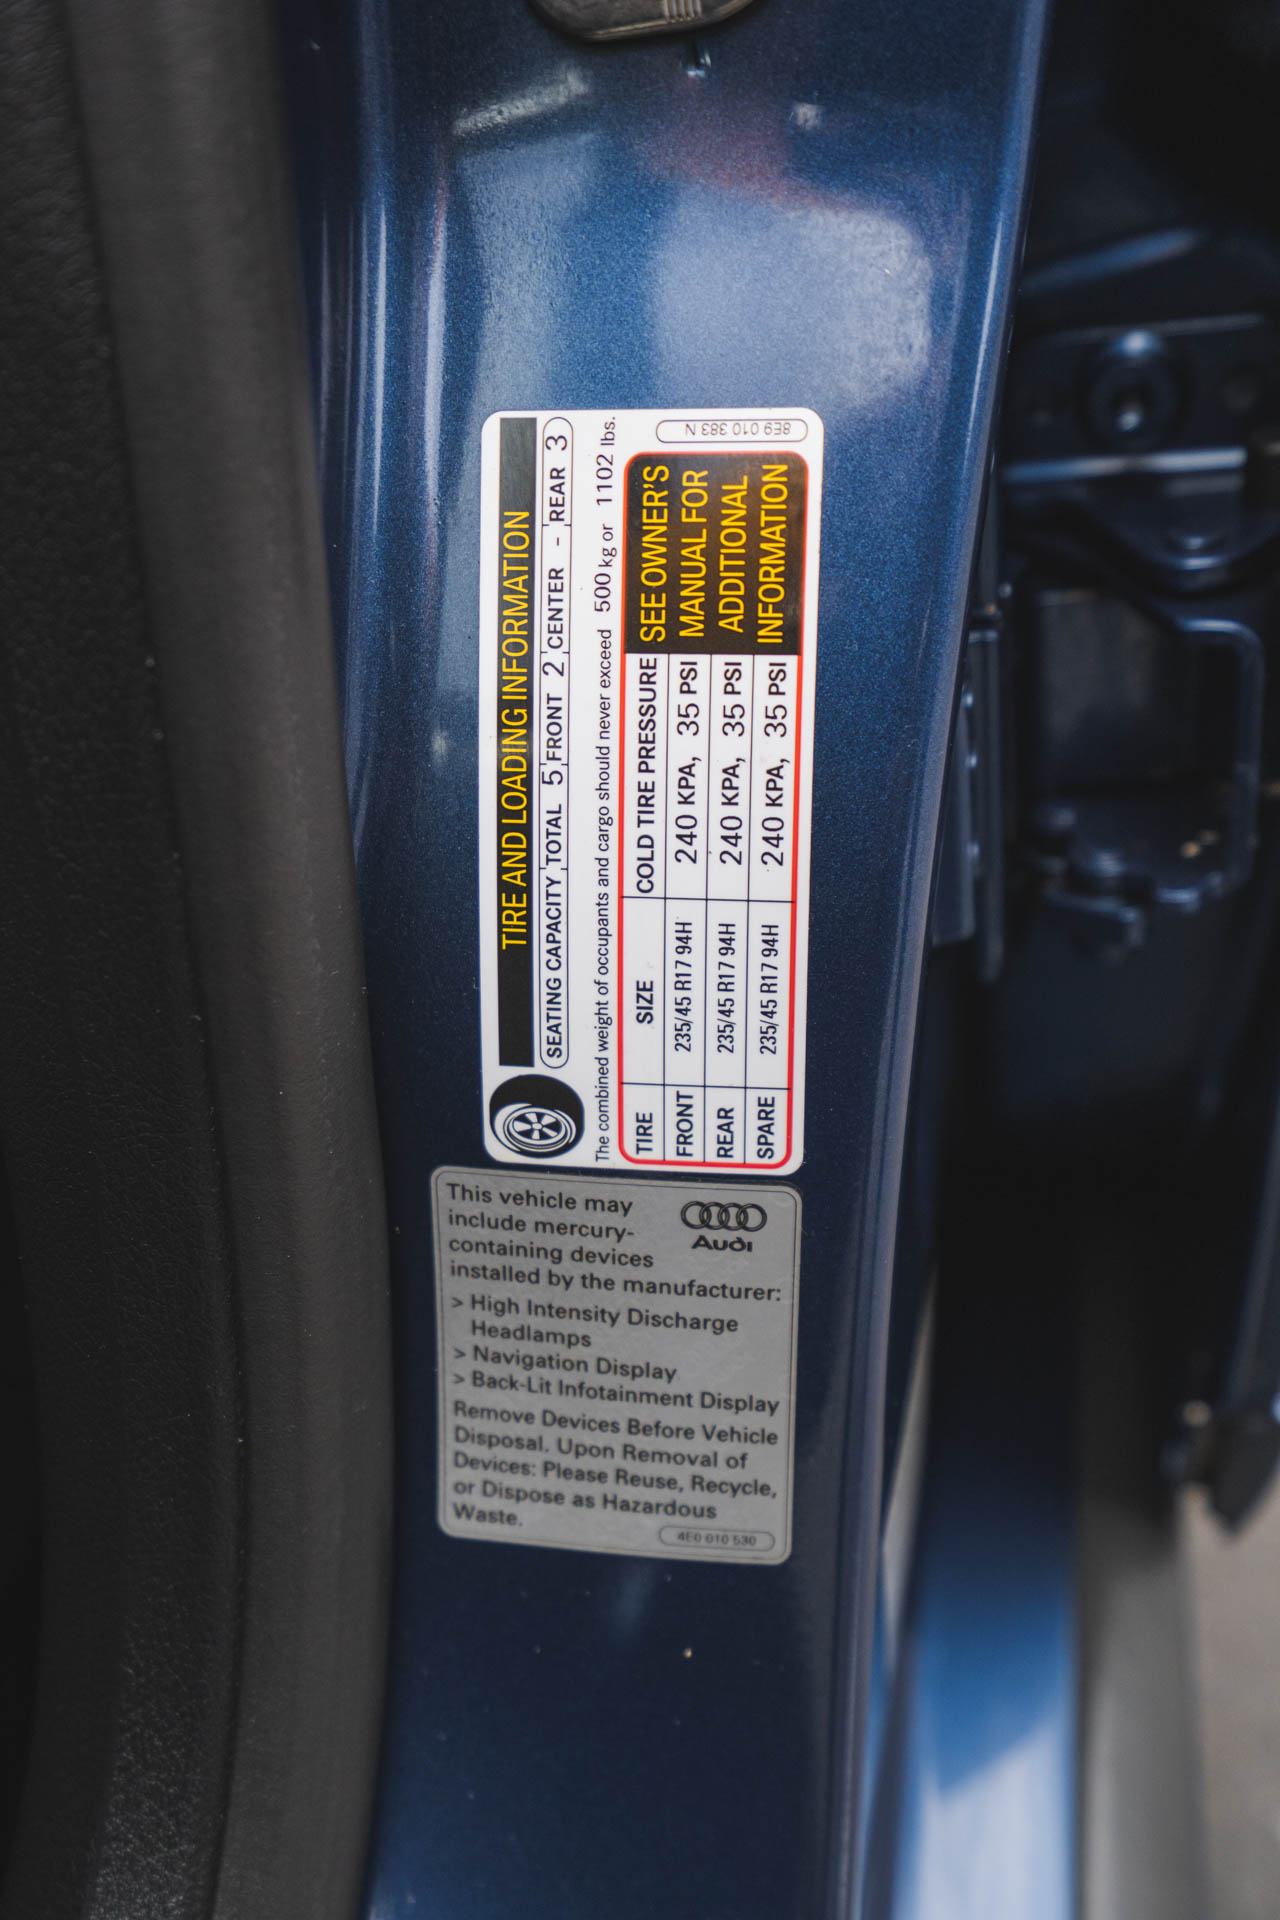 TIRE AND LOADING INFORMATION
SEATING CAPACITY TOTAL 5 FRONT 2 CENTER - REAR 3
The combined weight of occupants and cargo should never exceed 500 kg or 1102 lbs.
TIRE SIZE COLD TIRE PRESSURE
FRONT 235/45 R17 94H 240 KPA, 35 PSI
REAR 235/45 R17 94H 240 KPA, 35 PSI
SPARE 235/45 R17 94H 240 KPA, 35 PSI
SEE OWNER'S
MANUAL FOR
ADDITIONAL
INFORMATION
8E9 010 383 N
This vehicle may
include mercury-
containing devices
installed by the manufacturer:
Audi
> High Intensity Discharge
Headlamps
> Navigation Display
> Back-Lit Infotainment Display
Remove Devices Before Vehicle
Disposal. Upon Removal of
Devices: Please Reuse, Recycle,
or Dispose as Hazardous
Waste.
4E0 010 530